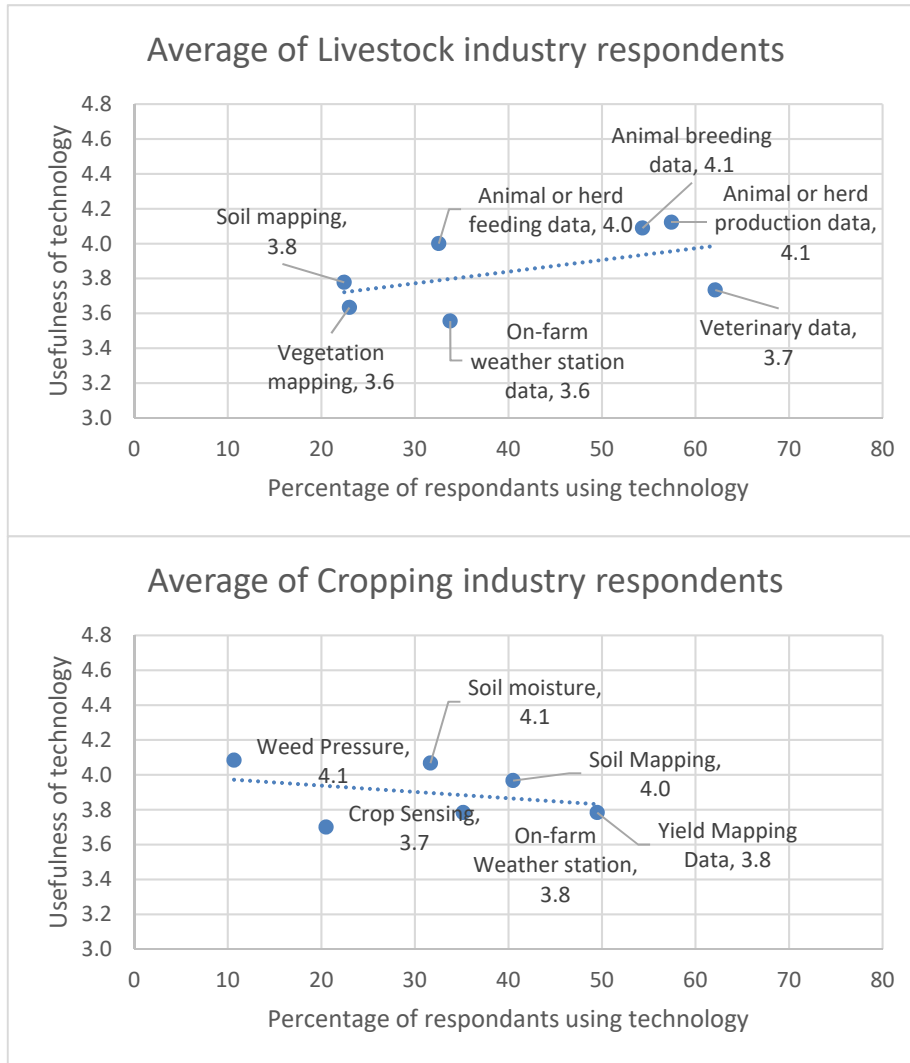 Average of Livestock industry respondents
Usefulness of technology
4.8
4.6
4.4
4.2
4.0
3.8
3.6
3.4
3.2
3.0
Animal breeding
data, 4.1
Animal or herd
feeding data, 4.0
Animal or herd
production data,
4.1
Soil mapping,
3.8
Vegetation
mapping, 3.6
On-farm
weather station
data, 3.6
Veterinary data,
3.7
0 10 20 30 40 50 60 70 80
Percentage of respondants using technology
Average of Cropping industry respondents
Usefulness of technology
4.8
4.6
4.4
4.2
4.0
3.8
3.6
3.4
3.2
3.0
Soil moisture,
4.1
Weed Pressure,
4.1
Soil Mapping,
4.0
Crop Sensing,
3.7
On-farm
Weather station,
3.8
Yield Mapping
Data, 3.8
0 10 20 30 40 50 60 70 80
Percentage of respondants using technology